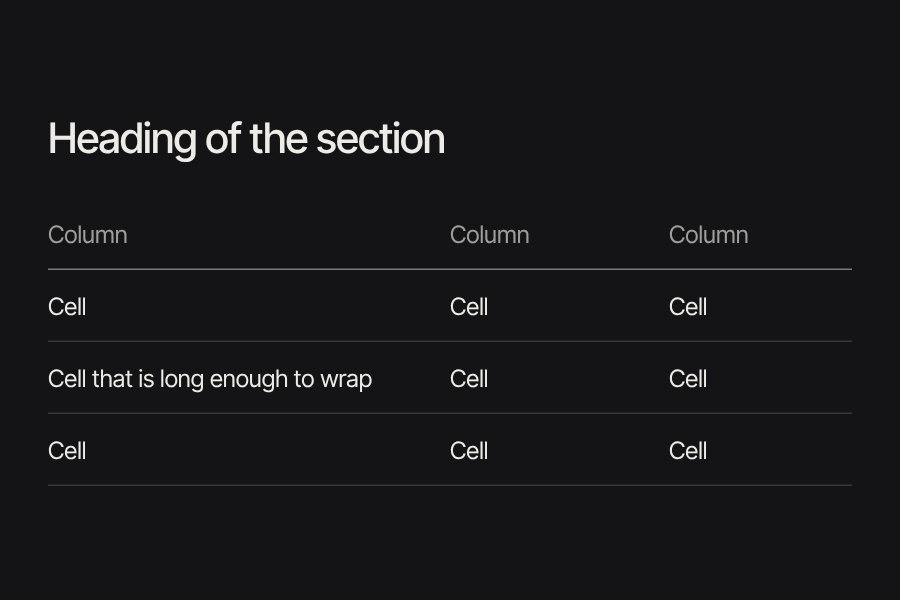 Heading of the section
Column Column Column
Cell Cell Cell
Cell that is long enough to wrap Cell Cell
Cell Cell Cell